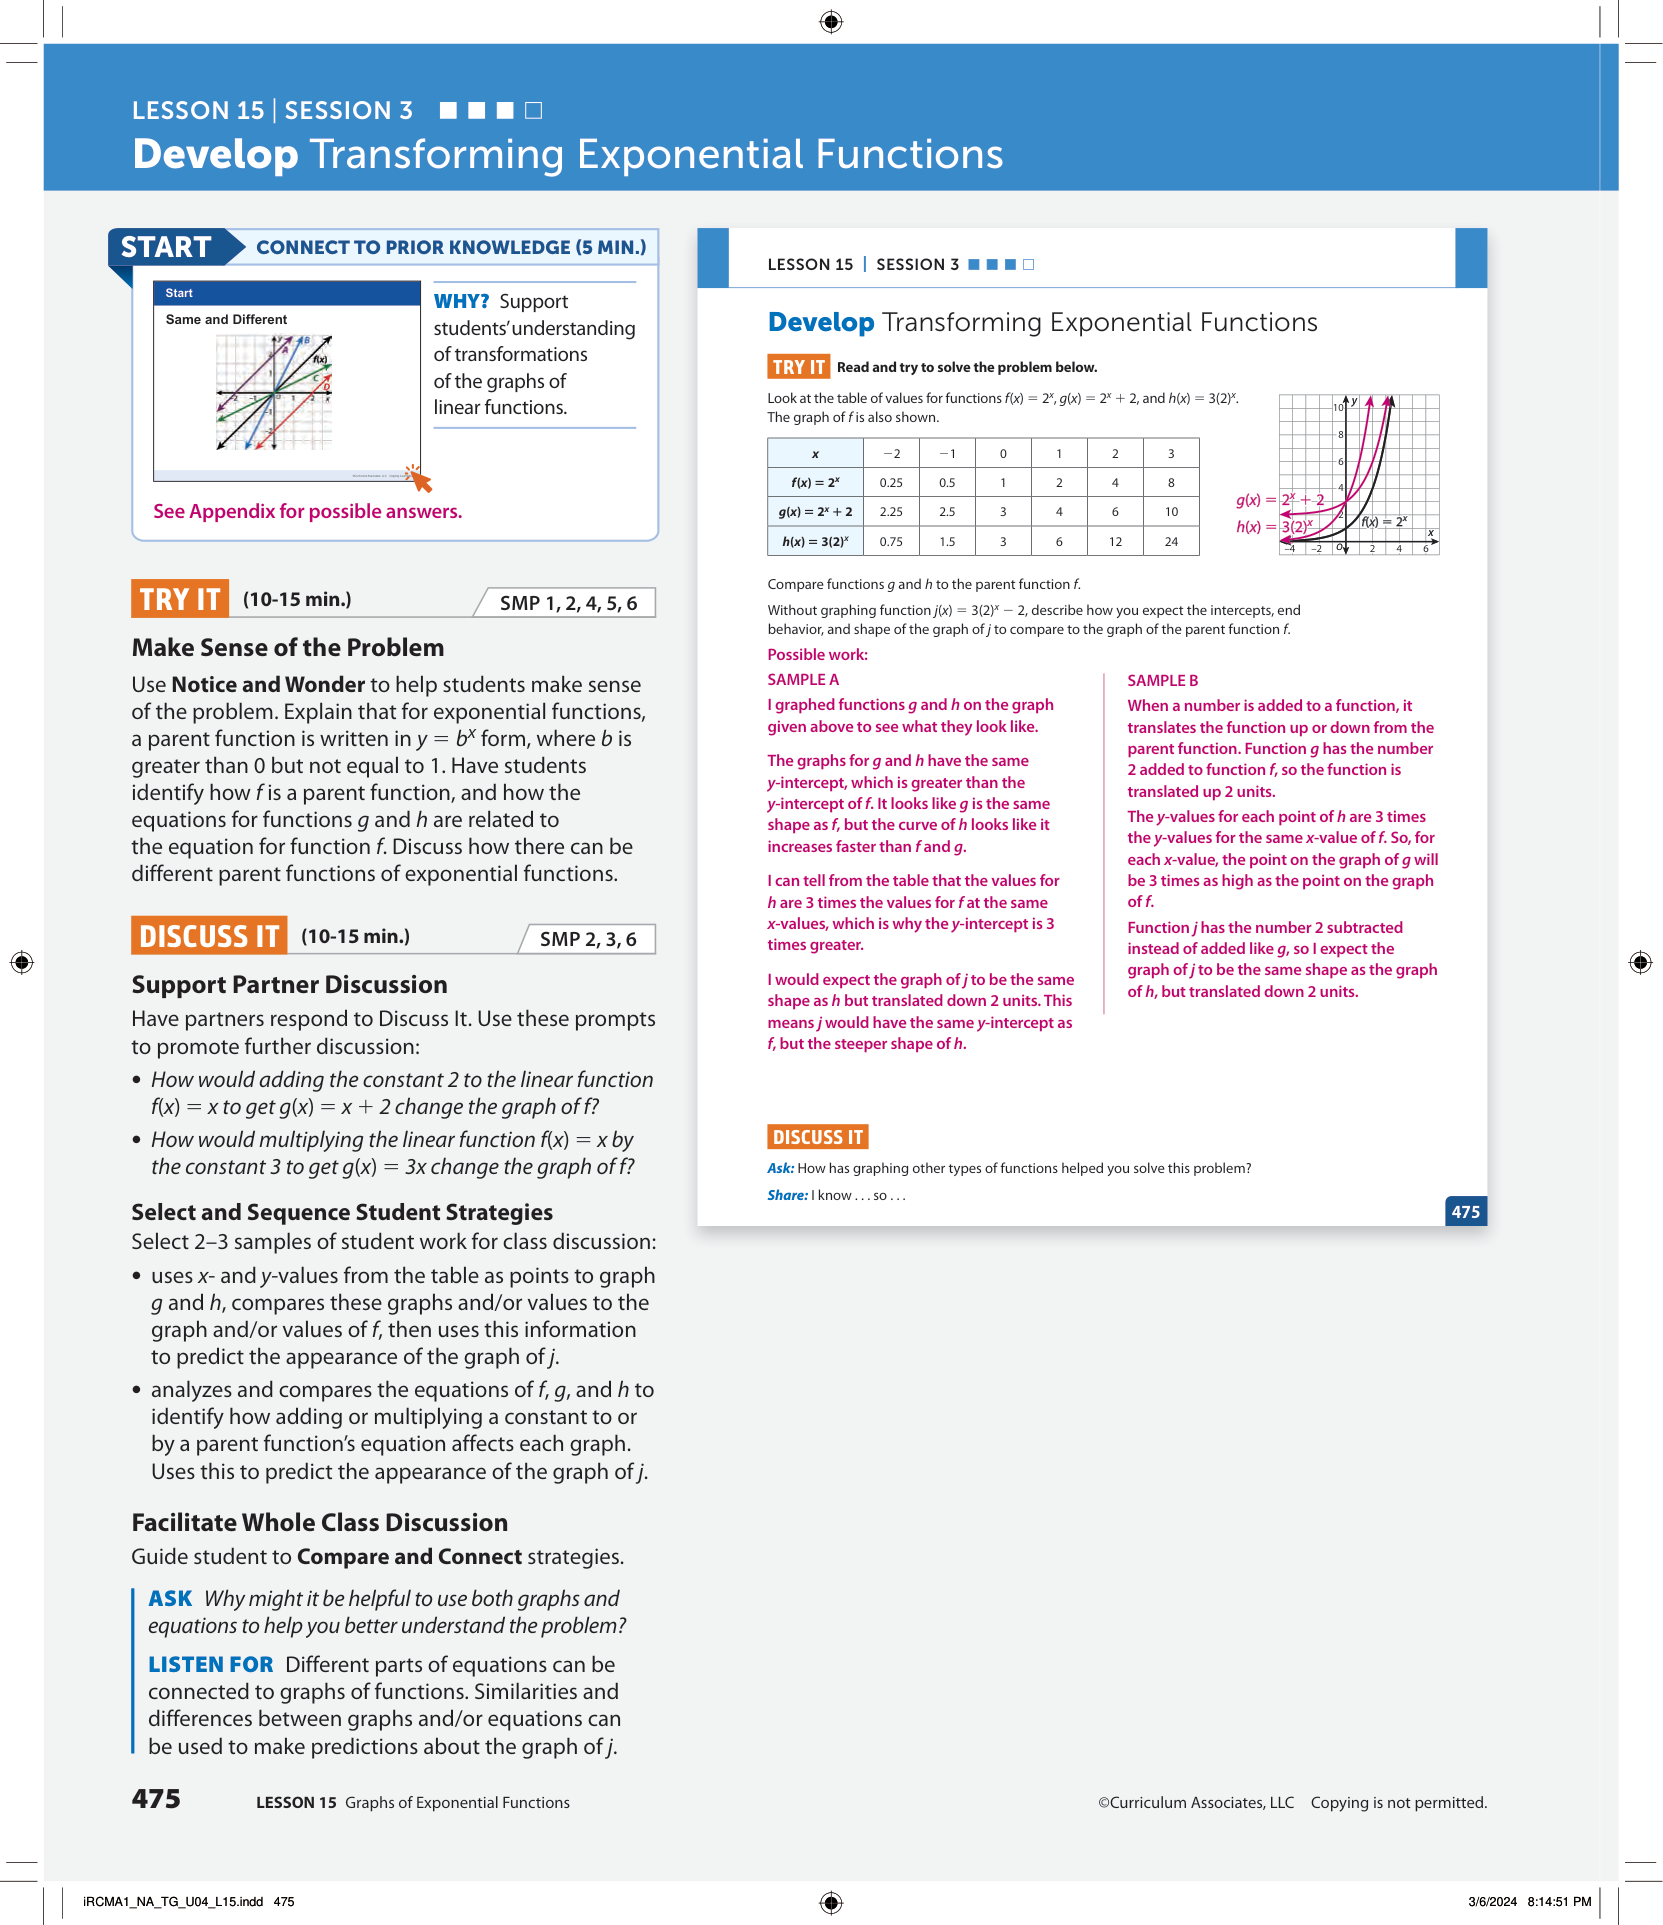 LESSON 15 | SESSION 3
Develop Transforming Exponential Functions
START CONNECT TO PRIOR KNOWLEDGE (5 MIN.)
Start
Same and Different
y
A
B
f(x)
C
D
x
WHY? Support
students’ understanding
of transformations
of the graphs of
linear functions.
See Appendix for possible answers.
TRY IT (10-15 min.) SMP 1, 2, 4, 5, 6
Make Sense of the Problem
Use Notice and Wonder to help students make sense
of the problem. Explain that for exponential functions,
a parent function is written in y = bˣ form, where b is
greater than 0 but not equal to 1. Have students
identify how f is a parent function, and how the
equations for functions g and h are related to
the equation for function f. Discuss how there can be
different parent functions of exponential functions.
DISCUSS IT (10-15 min.) SMP 2, 3, 6
Support Partner Discussion
Have partners respond to Discuss It. Use these prompts
to promote further discussion:
• How would adding the constant 2 to the linear function
f(x) = x to get g(x) = x + 2 change the graph of f?
• How would multiplying the linear function f(x) = x by
the constant 3 to get g(x) = 3x change the graph of f?
Select and Sequence Student Strategies
Select 2–3 samples of student work for class discussion:
• uses x- and y-values from the table as points to graph
g and h, compares these graphs and/or values to the
graph and/or values of f, then uses this information
to predict the appearance of the graph of j.
• analyzes and compares the equations of f, g, and h to
identify how adding or multiplying a constant to or
by a parent function’s equation affects each graph.
Uses this to predict the appearance of the graph of j.
Facilitate Whole Class Discussion
Guide student to Compare and Connect strategies.
ASK Why might it be helpful to use both graphs and
equations to help you better understand the problem?
LISTEN FOR Different parts of equations can be
connected to graphs of functions. Similarities and
differences between graphs and/or equations can
be used to make predictions about the graph of j.
LESSON 15 | SESSION 3
Develop Transforming Exponential Functions
TRY IT Read and try to solve the problem below.
Look at the table of values for functions f(x) = 2ˣ, g(x) = 2ˣ + 2, and h(x) = 3(2)ˣ.
The graph of f is also shown.
x −2 −1 0 1 2 3
f(x) = 2ˣ 0.25 0.5 1 2 4 8
g(x) = 2ˣ + 2 2.25 2.5 3 4 6 10
h(x) = 3(2)ˣ 0.75 1.5 3 6 12 24
10 y
8
6
4
g(x) = 2ˣ + 2
2
h(x) = 3(2)ˣ f(x) = 2ˣ
x
−4 −2 O 2 4 6
Compare functions g and h to the parent function f.
Without graphing function j(x) = 3(2)ˣ − 2, describe how you expect the intercepts, end
behavior, and shape of the graph of j to compare to the graph of the parent function f.
Possible work:
SAMPLE A
I graphed functions g and h on the graph
given above to see what they look like.
The graphs for g and h have the same
y-intercept, which is greater than the
y-intercept of f. It looks like g is the same
shape as f, but the curve of h looks like it
increases faster than f and g.
I can tell from the table that the values for
h are 3 times the values for f at the same
x-values, which is why the y-intercept is 3
times greater.
I would expect the graph of j to be the same
shape as h but translated down 2 units. This
means j would have the same y-intercept as
f, but the steeper shape of h.
SAMPLE B
When a number is added to a function, it
translates the function up or down from the
parent function. Function g has the number
2 added to function f, so the function is
translated up 2 units.
The y-values for each point of h are 3 times
the y-values for the same x-value of f. So, for
each x-value, the point on the graph of g will
be 3 times as high as the point on the graph
of f.
Function j has the number 2 subtracted
instead of added like g, so I expect the
graph of j to be the same shape as the graph
of h, but translated down 2 units.
DISCUSS IT
Ask: How has graphing other types of functions helped you solve this problem?
Share: I know . . . so . . .
475
475 LESSON 15 Graphs of Exponential Functions ©Curriculum Associates, LLC Copying is not permitted.
iRCMA1_NA_TG_U04_L15.indd 475 3/6/2024 8:14:51 PM